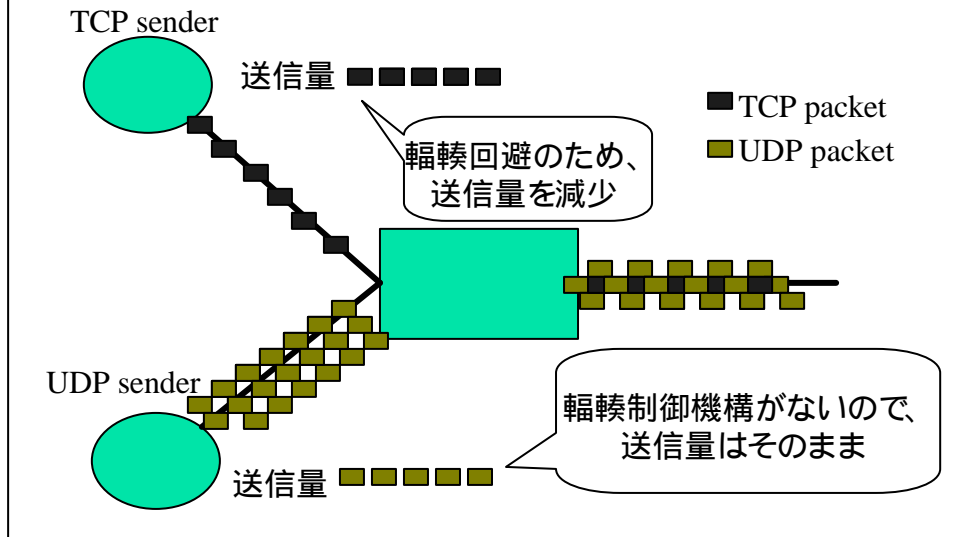 TCP sender
送信量
TCP packet
UDP packet
輻輳回避のため、
送信量を減少
UDP sender
輻輳制御機構がないので、
送信量はそのまま
送信量